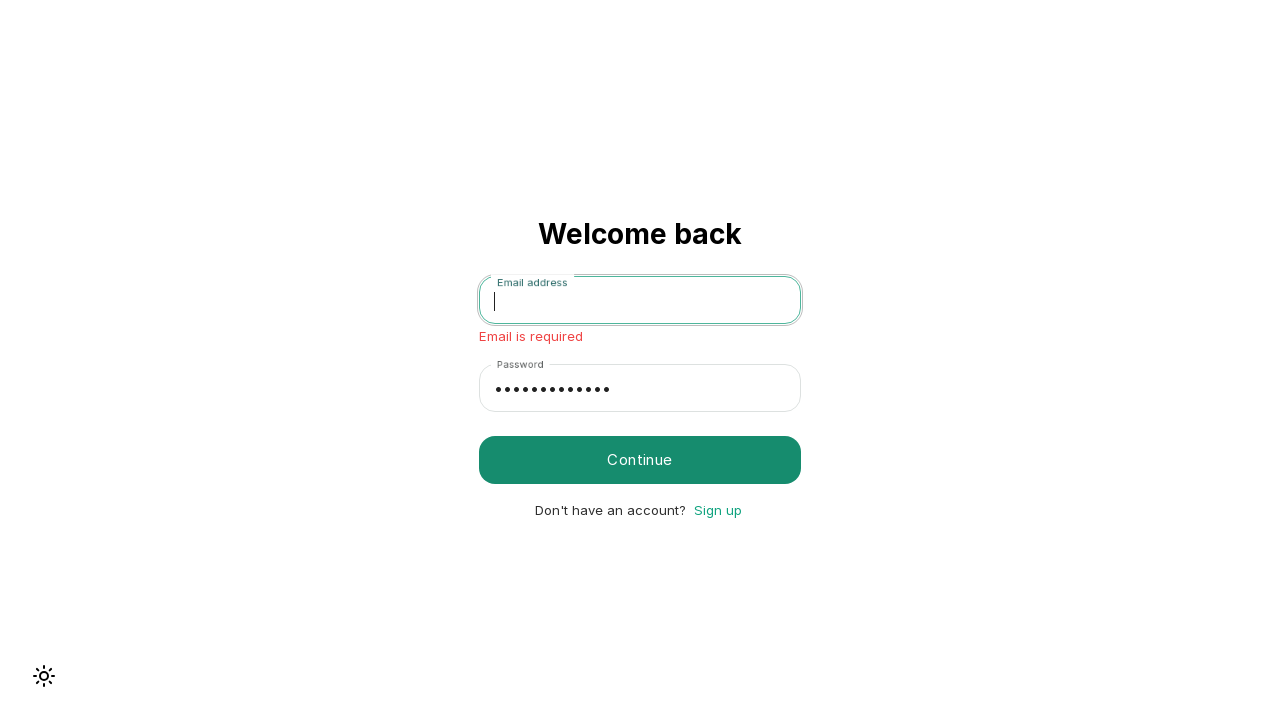 Welcome back
Email address
Email is required
Password
•••••••••••••
Continue
Don't have an account? Sign up